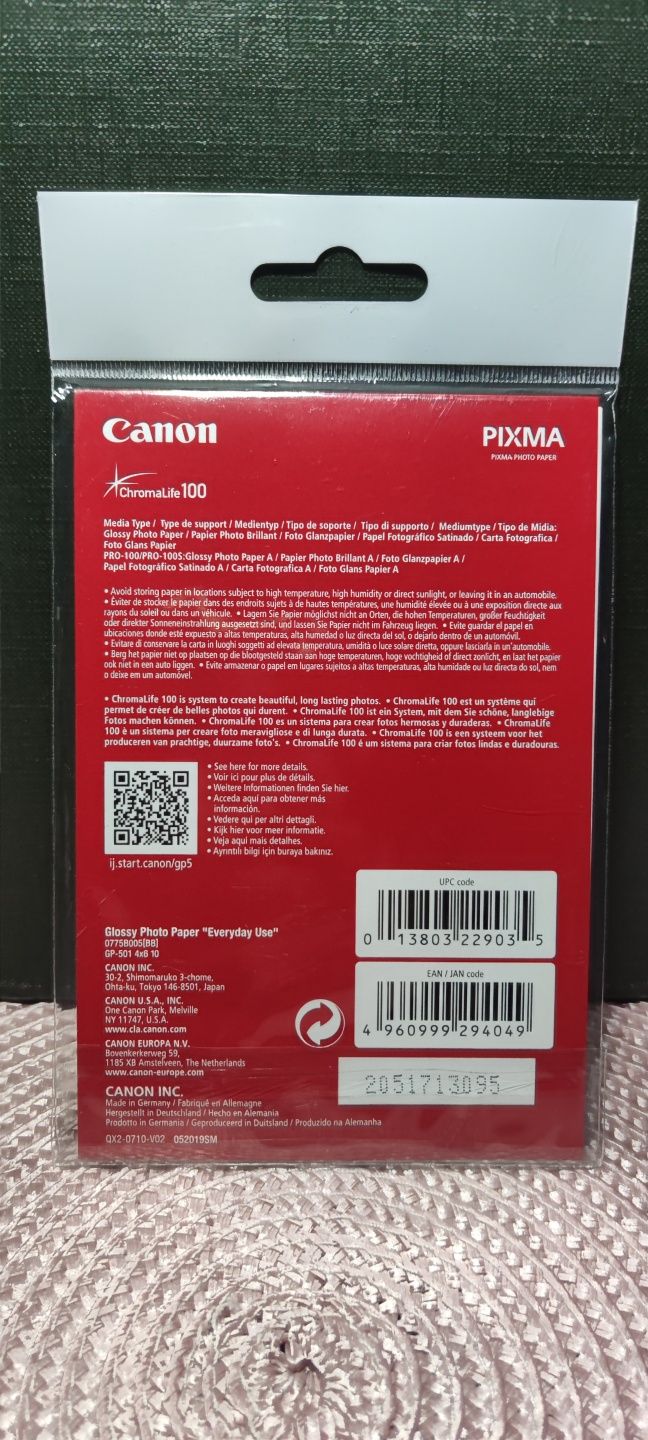 Canon
PIXMA
PIXMA PHOTO PAPER
ChromaLife100
Media Type / Type de support / Medientyp / Tipo de soporte / Tipo di supporto / Mediumtype / Tipo de Midia:
Glossy Photo Paper / Papier Photo Brillant / Foto Glanzpapier / Papel Fotográfico Satinado / Carta Fotografica /
Foto Glans Papier
PRO-100/PRO-100S:Glossy Photo Paper A / Papier Photo Brillant A / Foto Glanzpapier A /
Papel Fotográfico Satinado A / Carta Fotografica A / Foto Glans Papier A
• Avoid storing paper in locations subject to high temperature, high humidity or direct sunlight, or leaving it in an automobile.
• Éviter de stocker le papier dans des endroits sujets à de hautes températures, une humidité élevée ou à une exposition directe aux
rayons du soleil ou dans un véhicule. • Lagern Sie Papier möglichst nicht an Orten, die hohen Temperaturen, großer Feuchtigkeit
oder direkter Sonneneinstrahlung ausgesetzt sind, und lassen Sie Papier nicht im Fahrzeug liegen. • Evite guardar el papel en
ubicaciones donde esté expuesto a altas temperaturas, alta humedad o luz directa del sol, o dejarlo dentro de un automóvil.
• Evitare di conservare la carta in luoghi soggetti ad elevata temperatura, umidità o luce solare diretta, oppure lasciarla in un'automobile.
• Berg het papier niet op plaatsen op die blootgesteld staan aan hoge temperaturen, hoge vochtigheid of direct zonlicht, en laat het papier
ook niet in een auto liggen. • Evite armazenar o papel em lugares sujeitos a altas temperaturas, alta humidade ou luz directa do sol, nem
o deixe em um automóvel.
• ChromaLife 100 is system to create beautiful, long lasting photos. • ChromaLife 100 est un système qui
permet de créer de belles photos qui durent. • ChromaLife 100 ist ein System, mit dem Sie schöne, langlebige
Fotos machen können. • ChromaLife 100 es un sistema para crear fotos hermosas y duraderas. • ChromaLife
100 è un sistema per creare foto meravigliose e di lunga durata. • ChromaLife 100 is een systeem voor het
produceren van prachtige, duurzame foto's. • ChromaLife 100 é um sistema para criar fotos lindas e duradouras.
• See here for more details.
• Voir ici pour plus de détails.
• Weitere Informationen finden Sie hier.
• Acceda aquí para obtener más
información.
• Vedere qui per altri dettagli.
• Kijk hier voor meer informatie.
• Veja aqui mais detalhes.
• Ayrıntılı bilgi için buraya bakınız.
ij.start.canon/gp5
UPC code
0 13803 22903 5
EAN / JAN code
4 960999 294049
Glossy Photo Paper "Everyday Use"
0775B005[BB]
GP-501 4x6 10
CANON INC.
30-2, Shimomaruko 3-chome,
Ohta-ku, Tokyo 146-8501, Japan
CANON U.S.A., INC.
One Canon Park, Melville
NY 11747, U.S.A.
www.cla.canon.com
CANON EUROPA N.V.
Bovenkerkerweg 59,
1185 XB Amstelveen, The Netherlands
www.canon-europe.com
2051713095
CANON INC.
Made in Germany / Fabriqué en Allemagne
Hergestellt in Deutschland / Hecho en Alemania
Prodotto in Germania / Geproduceerd in Duitsland / Produzido na Alemanha
QX2-0710-V02 052019SM